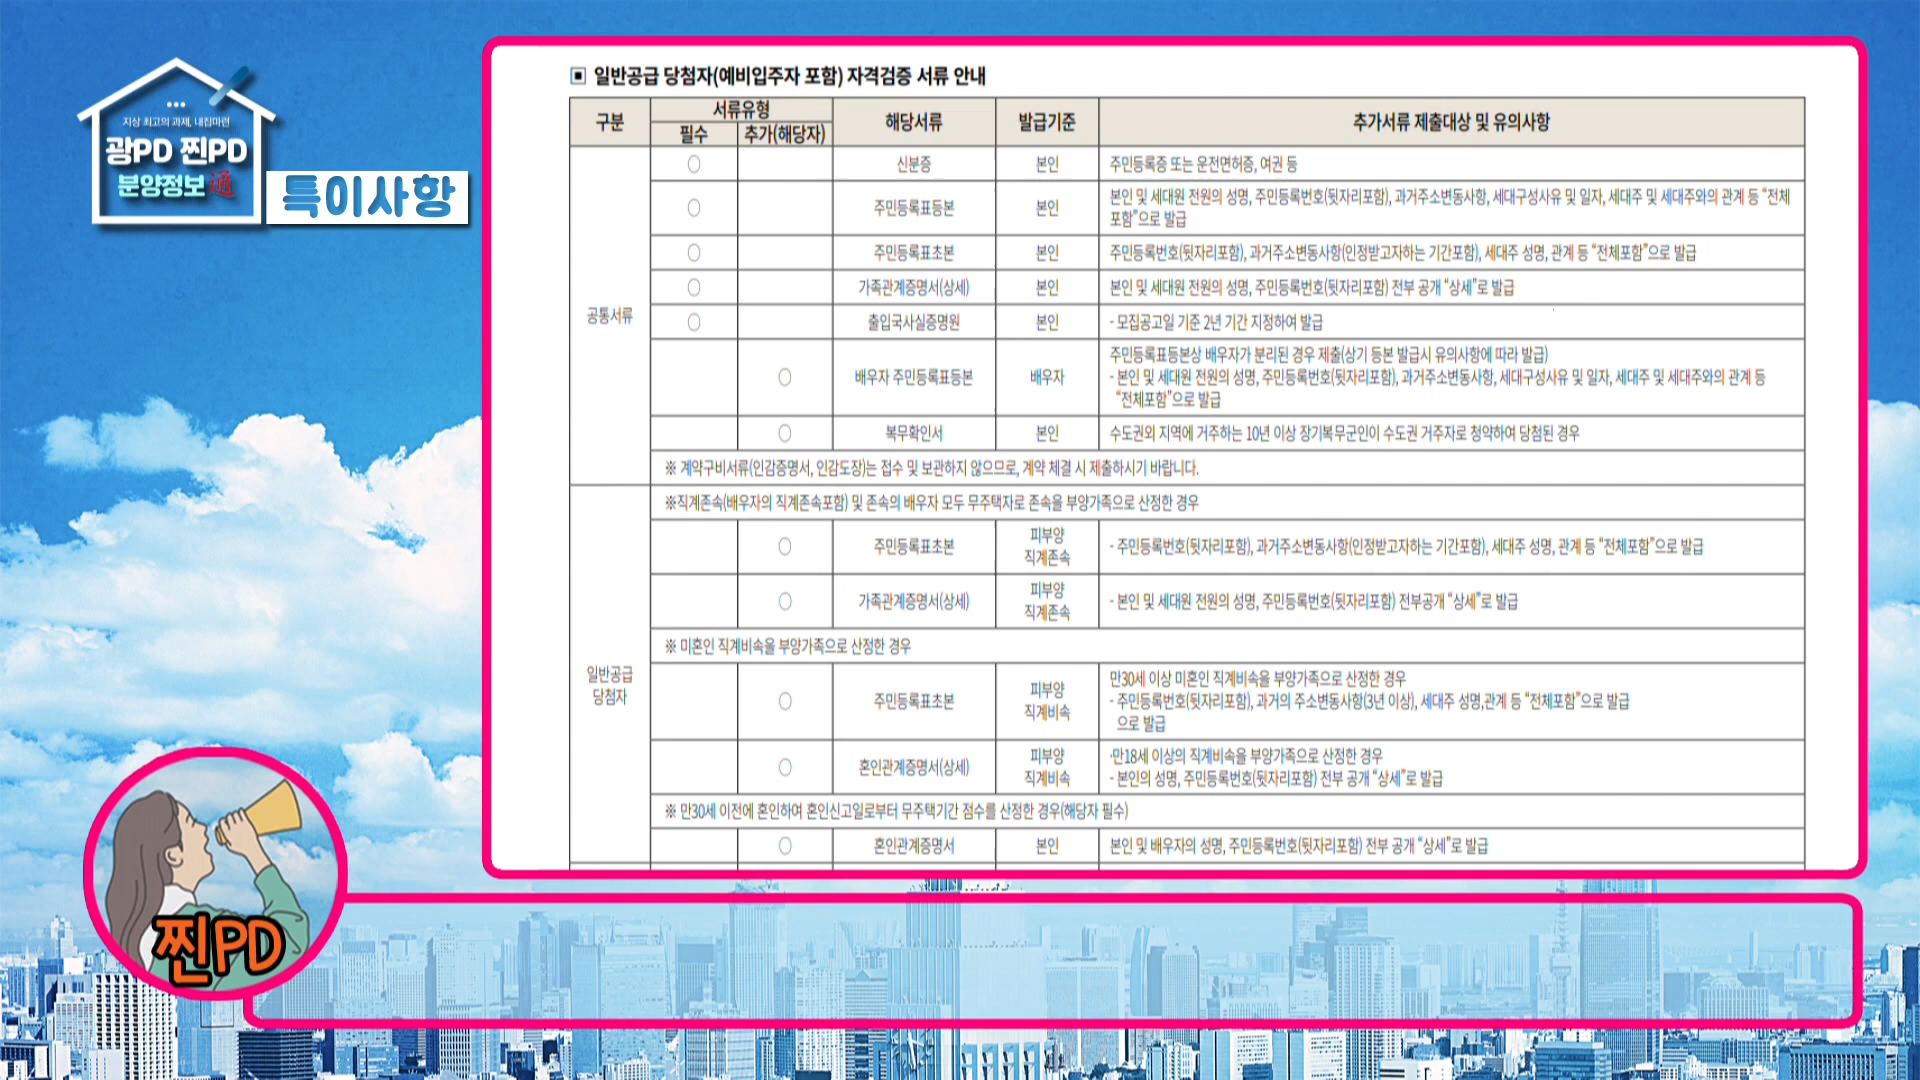 지상 최고의 과제, 내집마련
광PD 찐PD
분양정보 通
특이사항
▣ 일반공급 당첨자(예비입주자 포함) 자격검증 서류 안내
구분 서류유형 해당서류 발급기준 추가서류 제출대상 및 유의사항
필수 추가(해당자)
공통서류
○ 신분증 본인 주민등록증 또는 운전면허증, 여권 등
○ 주민등록표등본 본인 본인 및 세대원 전원의 성명, 주민등록번호(뒷자리포함), 과거주소변동사항, 세대구성사유 및 일자, 세대주 및 세대주와의 관계 등 “전체
포함”으로 발급
○ 주민등록표초본 본인 주민등록번호(뒷자리포함), 과거주소변동사항(인정받고자하는 기간포함), 세대주 성명, 관계 등 “전체포함”으로 발급
○ 가족관계증명서(상세) 본인 본인 및 세대원 전원의 성명, 주민등록번호(뒷자리포함) 전부 공개 “상세”로 발급
○ 출입국사실증명원 본인 - 모집공고일 기준 2년 기간 지정하여 발급
○ 배우자 주민등록표등본 배우자 주민등록표등본상 배우자가 분리된 경우 제출(상기 등본 발급시 유의사항에 따라 발급)
- 본인 및 세대원 전원의 성명, 주민등록번호(뒷자리포함), 과거주소변동사항, 세대구성사유 및 일자, 세대주 및 세대주와의 관계 등
“전체포함”으로 발급
○ 복무확인서 본인 수도권외 지역에 거주하는 10년 이상 장기복무군인이 수도권 거주자로 청약하여 당첨된 경우
※ 계약구비서류(인감증명서, 인감도장)는 접수 및 보관하지 않으므로, 계약 체결 시 제출하시기 바랍니다.
일반공급
당첨자
※직계존속(배우자의 직계존속포함) 및 존속의 배우자 모두 무주택자로 존속을 부양가족으로 산정한 경우
○ 주민등록표초본 피부양
직계존속 - 주민등록번호(뒷자리포함), 과거주소변동사항(인정받고자하는 기간포함), 세대주 성명, 관계 등 “전체포함”으로 발급
○ 가족관계증명서(상세) 피부양
직계존속 - 본인 및 세대원 전원의 성명, 주민등록번호(뒷자리포함) 전부공개 “상세”로 발급
※ 미혼인 직계비속을 부양가족으로 산정한 경우
○ 주민등록표초본 피부양
직계비속 만30세 이상 미혼인 직계비속을 부양가족으로 산정한 경우
- 주민등록번호(뒷자리포함), 과거의 주소변동사항(3년 이상), 세대주 성명,관계 등 “전체포함”으로 발급
으로 발급
○ 혼인관계증명서(상세) 피부양
직계비속 ·만18세 이상의 직계비속을 부양가족으로 산정한 경우
- 본인의 성명, 주민등록번호(뒷자리포함) 전부 공개 “상세”로 발급
※ 만30세 이전에 혼인하여 혼인신고일로부터 무주택기간 점수를 산정한 경우(해당자 필수)
○ 혼인관계증명서 본인 본인 및 배우자의 성명, 주민등록번호(뒷자리포함) 전부 공개 “상세”로 발급
찐PD